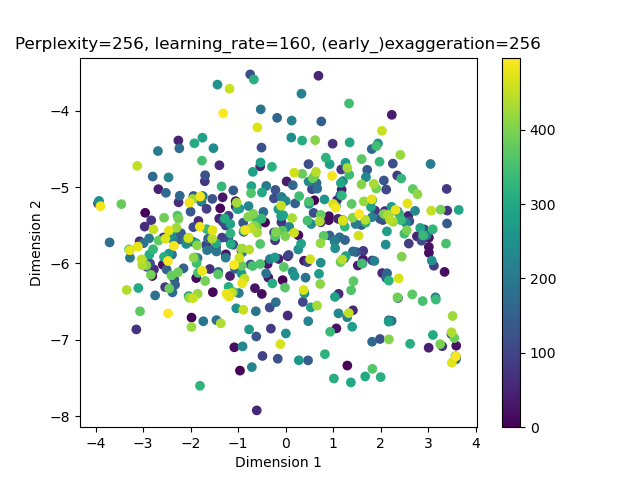 Perplexity=256, learning_rate=160, (early_)exaggeration=256
Dimension 2
−4
−5
−6
−7
−8
−4 −3 −2 −1 0 1 2 3 4
Dimension 1
400
300
200
100
0